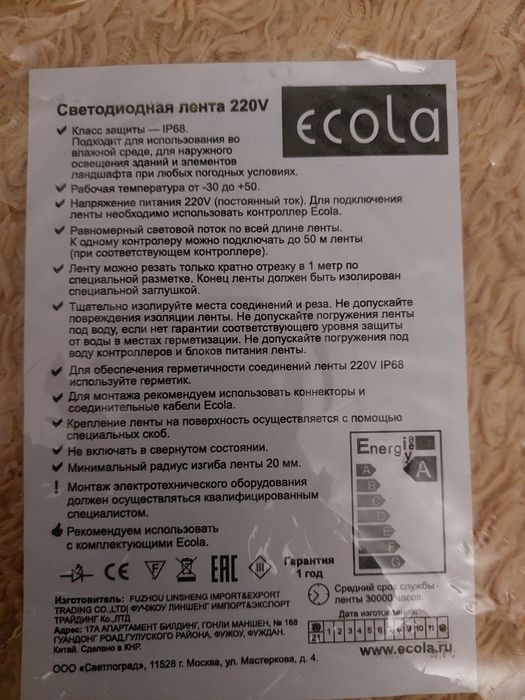 Светодиодная лента 220V
ecola
Класс защиты — IP68.
Подходит для использования во
влажной среде, для наружного
освещения зданий и элементов
ландшафта при любых погодных условиях.
Рабочая температура от -30 до +50.
Напряжение питания 220V (постоянный ток). Для подключения
ленты необходимо использовать контроллер Ecola.
Равномерный световой поток по всей длине ленты.
К одному контролеру можно подключать до 50 м ленты
(при соответствующем контроллере).
Ленту можно резать только кратно отрезку в 1 метр по
специальной разметке. Конец ленты должен быть изолирован
специальной заглушкой.
Тщательно изолируйте места соединений и реза. Не допускайте
повреждения изоляции ленты. Не допускайте погружения ленты
под воду, если нет гарантии соответствующего уровня защиты
от воды в местах герметизации. Не допускайте погружения под
воду контроллеров и блоков питания ленты.
Для обеспечения герметичности соединений ленты 220V IP68
используйте герметик.
Для монтажа рекомендуем использовать коннекторы и
соединительные кабели Ecola.
Крепление ленты на поверхность осуществляется с помощью
специальных скоб.
Не включать в свернутом состоянии.
Минимальный радиус изгиба ленты 20 мм.
! Монтаж электротехнического оборудования
должен осуществляться квалифицированным
специалистом.
Рекомендуем использовать
с комплектующими Ecola.
Energi
y
A
A
B
C
D
E
F
G
CE F EAC III
Гарантия
1 год
Средний срок службы
ленты 30000 часов.
Изготовитель: FUZHOU LINSHENG IMPORT&EXPORT
TRADING CO.,LTD| ФУЧЖОУ ЛИНШЕНГ ИМПОРТ&ЭКСПОРТ
ТРАЙДИНГ Ко.,ЛТД
Адрес: 17А АПАРТМЕНТ БИЛДИНГ, ГОНЛИ МАНШЕН, № 168
ГУАНДОНГ РОАД,ГУЛУСКОГО РАЙОНА, ФУЖОУ, ФУЖДАН.
Китай. Сделано в КНР.
Дата изготовления:
20
21 1 2 3 4 5 6 7 8 9 10 11
www.ecola.ru
ООО «Светлоград», 11528 г. Москва, ул. Мастеркова, д. 4.